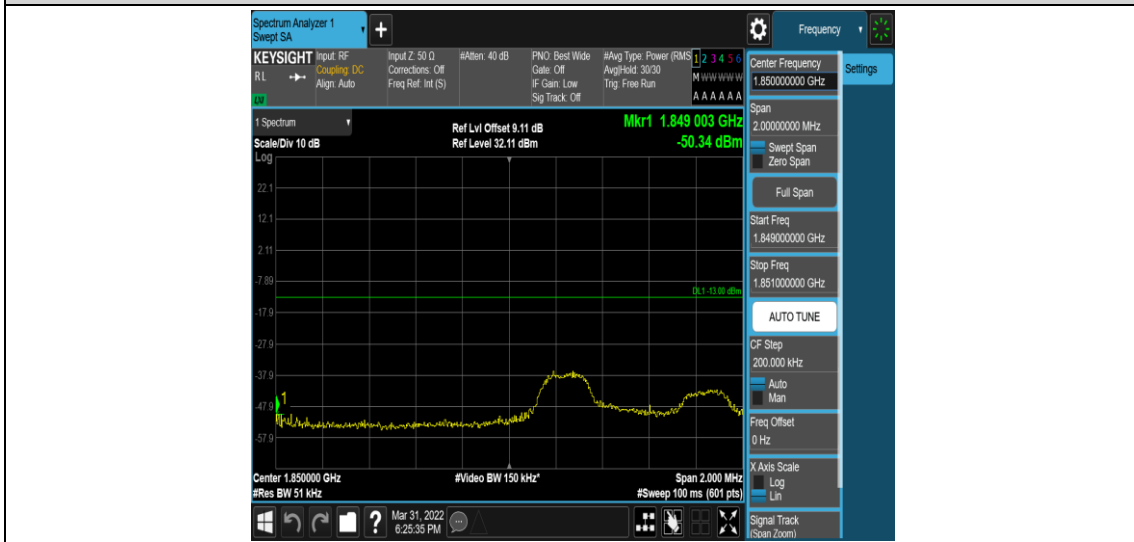 Spectrum Analyzer 1
Swept SA
+
Frequency
KEYSIGHT
RL
LXI
Input: RF
Coupling: DC
Align: Auto
Input Z: 50 Ω
Corrections: Off
Freq Ref: Int (S)
#Atten: 40 dB
PNO: Best Wide
Gate: Off
IF Gain: Low
Sig Track: Off
#Avg Type: Power (RMS
Avg|Hold: 30/30
Trig: Free Run
1 2 3 4 5 6
M W W W W W
A A A A A A
1 Spectrum
Scale/Div 10 dB
Log
Ref Lvl Offset 9.11 dB
Ref Level 32.11 dBm
Mkr1 1.849 003 GHz
-50.34 dBm
22.1
12.1
2.11
-7.89
DL1 -13.00 dBm
-17.9
-27.9
-37.9
-47.9
1
-57.9
Center 1.850000 GHz
#Res BW 51 kHz
#Video BW 150 kHz*
Span 2.000 MHz
#Sweep 100 ms (601 pts)
?
Mar 31, 2022
6:25:35 PM
Center Frequency
1.850000000 GHz
Settings
Span
2.00000000 MHz
Swept Span
Zero Span
Full Span
Start Freq
1.849000000 GHz
Stop Freq
1.851000000 GHz
AUTO TUNE
CF Step
200.000 kHz
Auto
Man
Freq Offset
0 Hz
X Axis Scale
Log
Lin
Signal Track
(Span Zoom)